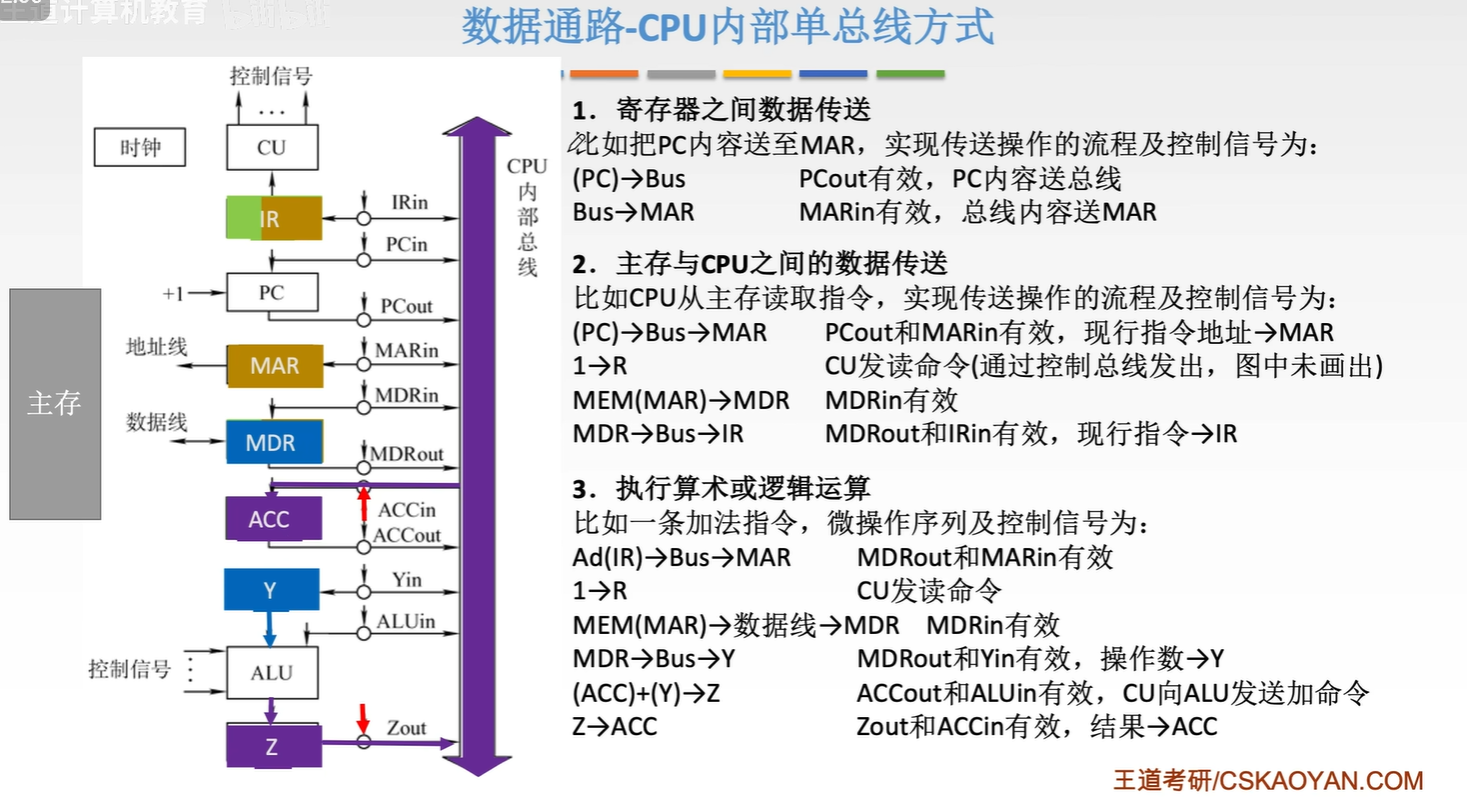 王道计算机教育
数据通路-CPU内部单总线方式
控制信号
...
时钟
CU
CPU内部总线
IR
IRin
PCin
+1
PC
PCout
地址线
MAR
MARin
主存
MDRin
数据线
MDR
MDRout
ACC
ACCin
ACCout
Y
Yin
ALUin
控制信号
ALU
Z
Zout
1. 寄存器之间数据传送
比如把PC内容送至MAR，实现传送操作的流程及控制信号为：
(PC)→Bus PCout有效，PC内容送总线
Bus→MAR MARin有效，总线内容送MAR
2. 主存与CPU之间的数据传送
比如CPU从主存读取指令，实现传送操作的流程及控制信号为：
(PC)→Bus→MAR PCout和MARin有效，现行指令地址→MAR
1→R CU发读命令(通过控制总线发出，图中未画出)
MEM(MAR)→MDR MDRin有效
MDR→Bus→IR MDRout和IRin有效，现行指令→IR
3. 执行算术或逻辑运算
比如一条加法指令，微操作序列及控制信号为：
Ad(IR)→Bus→MAR MDRout和MARin有效
1→R CU发读命令
MEM(MAR)→数据线→MDR MDRin有效
MDR→Bus→Y MDRout和Yin有效，操作数→Y
(ACC)+(Y)→Z ACCout和ALUin有效，CU向ALU发送加命令
Z→ACC Zout和ACCin有效，结果→ACC
王道考研/CSKAOYAN.COM